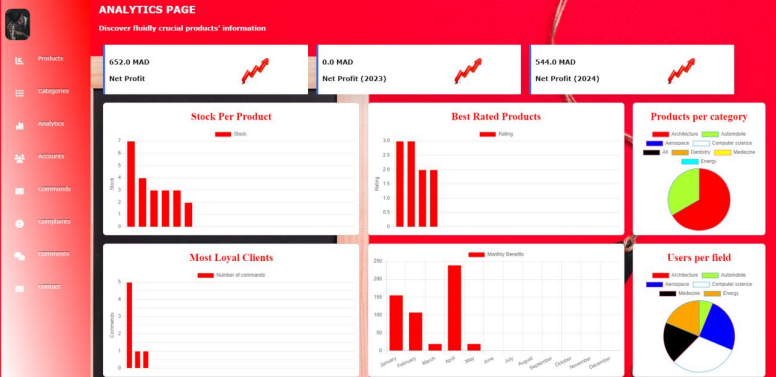 ANALYTICS PAGE
Discover fluidly crucial products' information
Products
Categories
Analytics
Accounts
Commands
Complaints
Comments
Contact
652.0 MAD
Net Profit
0.0 MAD
Net Profit (2023)
544.0 MAD
Net Profit (2024)
Stock Per Product
Stock
7
6
5
4
3
2
1
0
Stock
Best Rated Products
Rating
3.0
2.5
2.0
1.5
1.0
0.5
0
Rating
Products per category
Architecture Automobile
Aerospace Computer science
All Dentistry Medecine
Energy
Most Loyal Clients
Number of commands
5
4
3
2
1
0
Commands
Monthly Benefits
250
200
150
100
50
0
January February March April May June July August September October November December
Users per field
Architecture Automobile
Aerospace Computer science
Medecine Energy